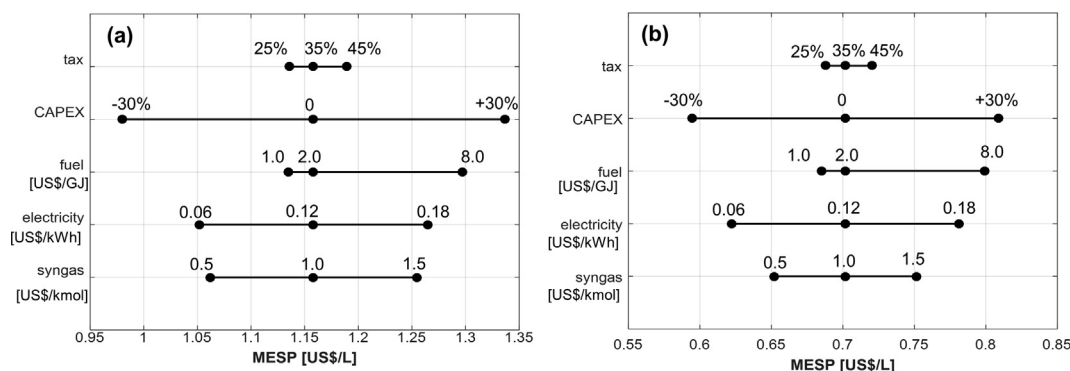 (a)
25% 35% 45%
tax
-30% 0 +30%
CAPEX
1.0 2.0 8.0
fuel
[US$/GJ]
0.06 0.12 0.18
electricity
[US$/kWh]
0.5 1.0 1.5
syngas
[US$/kmol]
0.95 1 1.05 1.1 1.15 1.2 1.25 1.3 1.35
MESP [US$/L]
(b)
25% 35% 45%
tax
-30% 0 +30%
CAPEX
1.0 2.0 8.0
fuel
[US$/GJ]
0.06 0.12 0.18
electricity
[US$/kWh]
0.5 1.0 1.5
syngas
[US$/kmol]
0.55 0.6 0.65 0.7 0.75 0.8 0.85
MESP [US$/L]